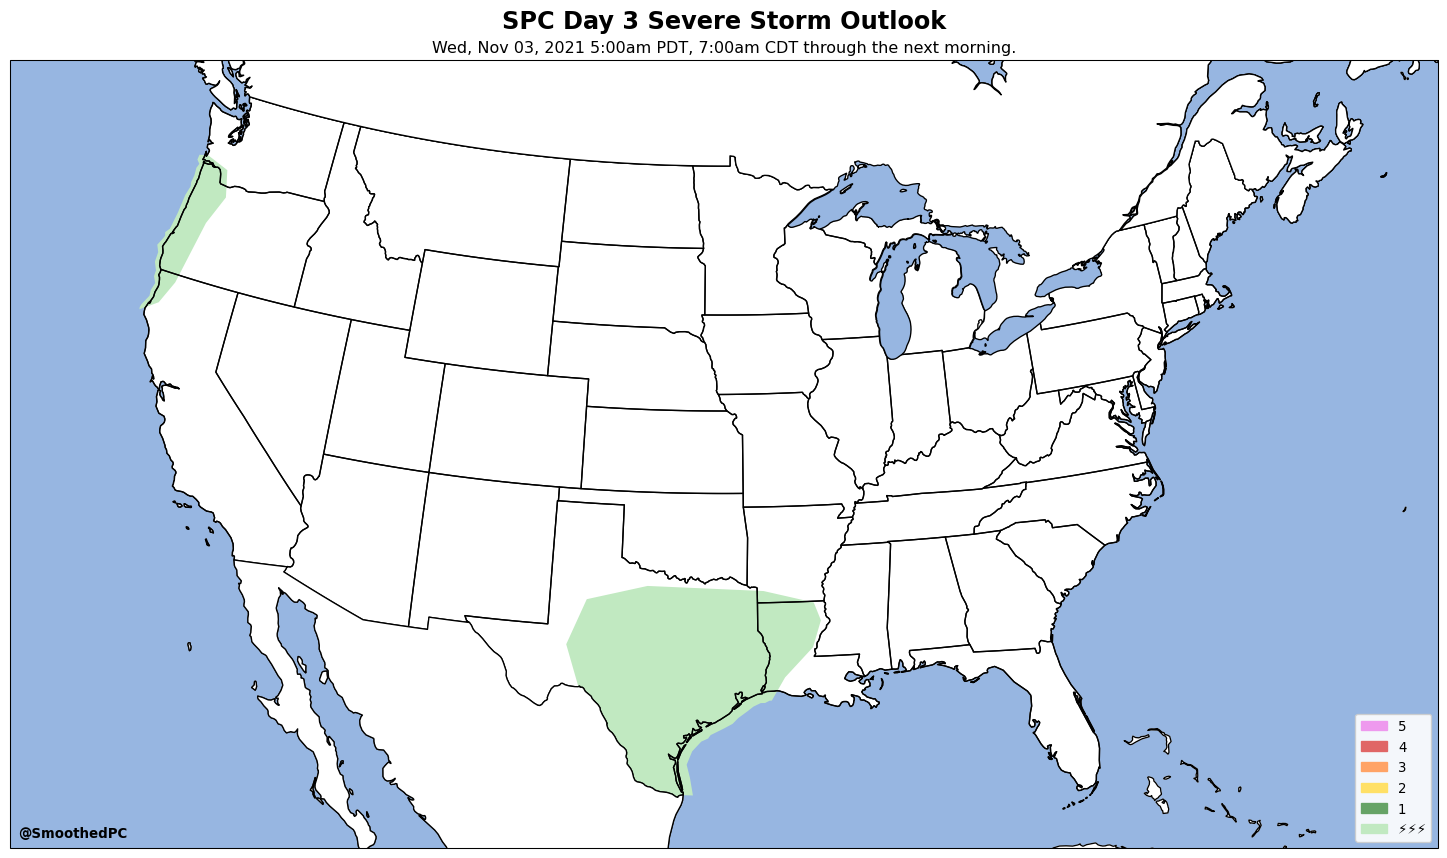 SPC Day 3 Severe Storm Outlook
Wed, Nov 03, 2021 5:00am PDT, 7:00am CDT through the next morning.
5
4
3
2
1
⚡⚡⚡
@SmoothedPC